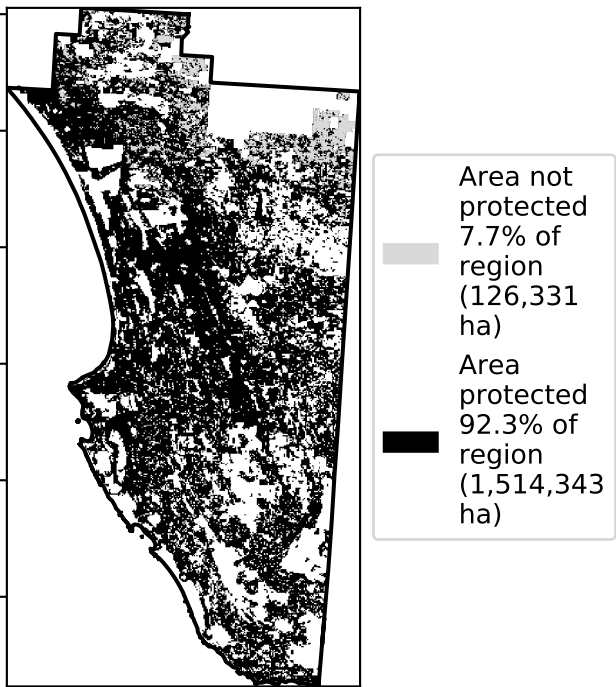 Area not
protected
7.7% of
region
(126,331
ha)
Area
protected
92.3% of
region
(1,514,343
ha)